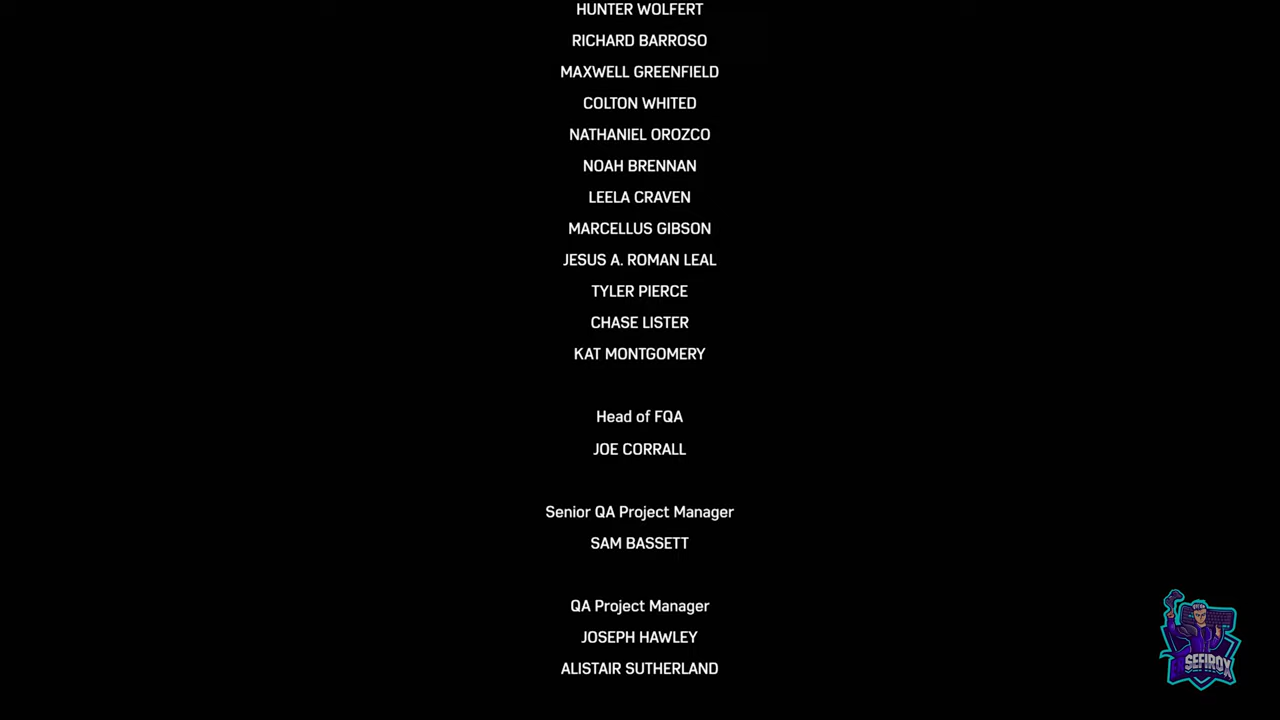 HUNTER WOLFERT
RICHARD BARROSO
MAXWELL GREENFIELD
COLTON WHITED
NATHANIEL OROZCO
NOAH BRENNAN
LEELA CRAVEN
MARCELLUS GIBSON
JESUS A. ROMAN LEAL
TYLER PIERCE
CHASE LISTER
KAT MONTGOMERY
Head of FQA
JOE CORRALL
Senior QA Project Manager
SAM BASSETT
QA Project Manager
JOSEPH HAWLEY
ALISTAIR SUTHERLAND
SEFIROX